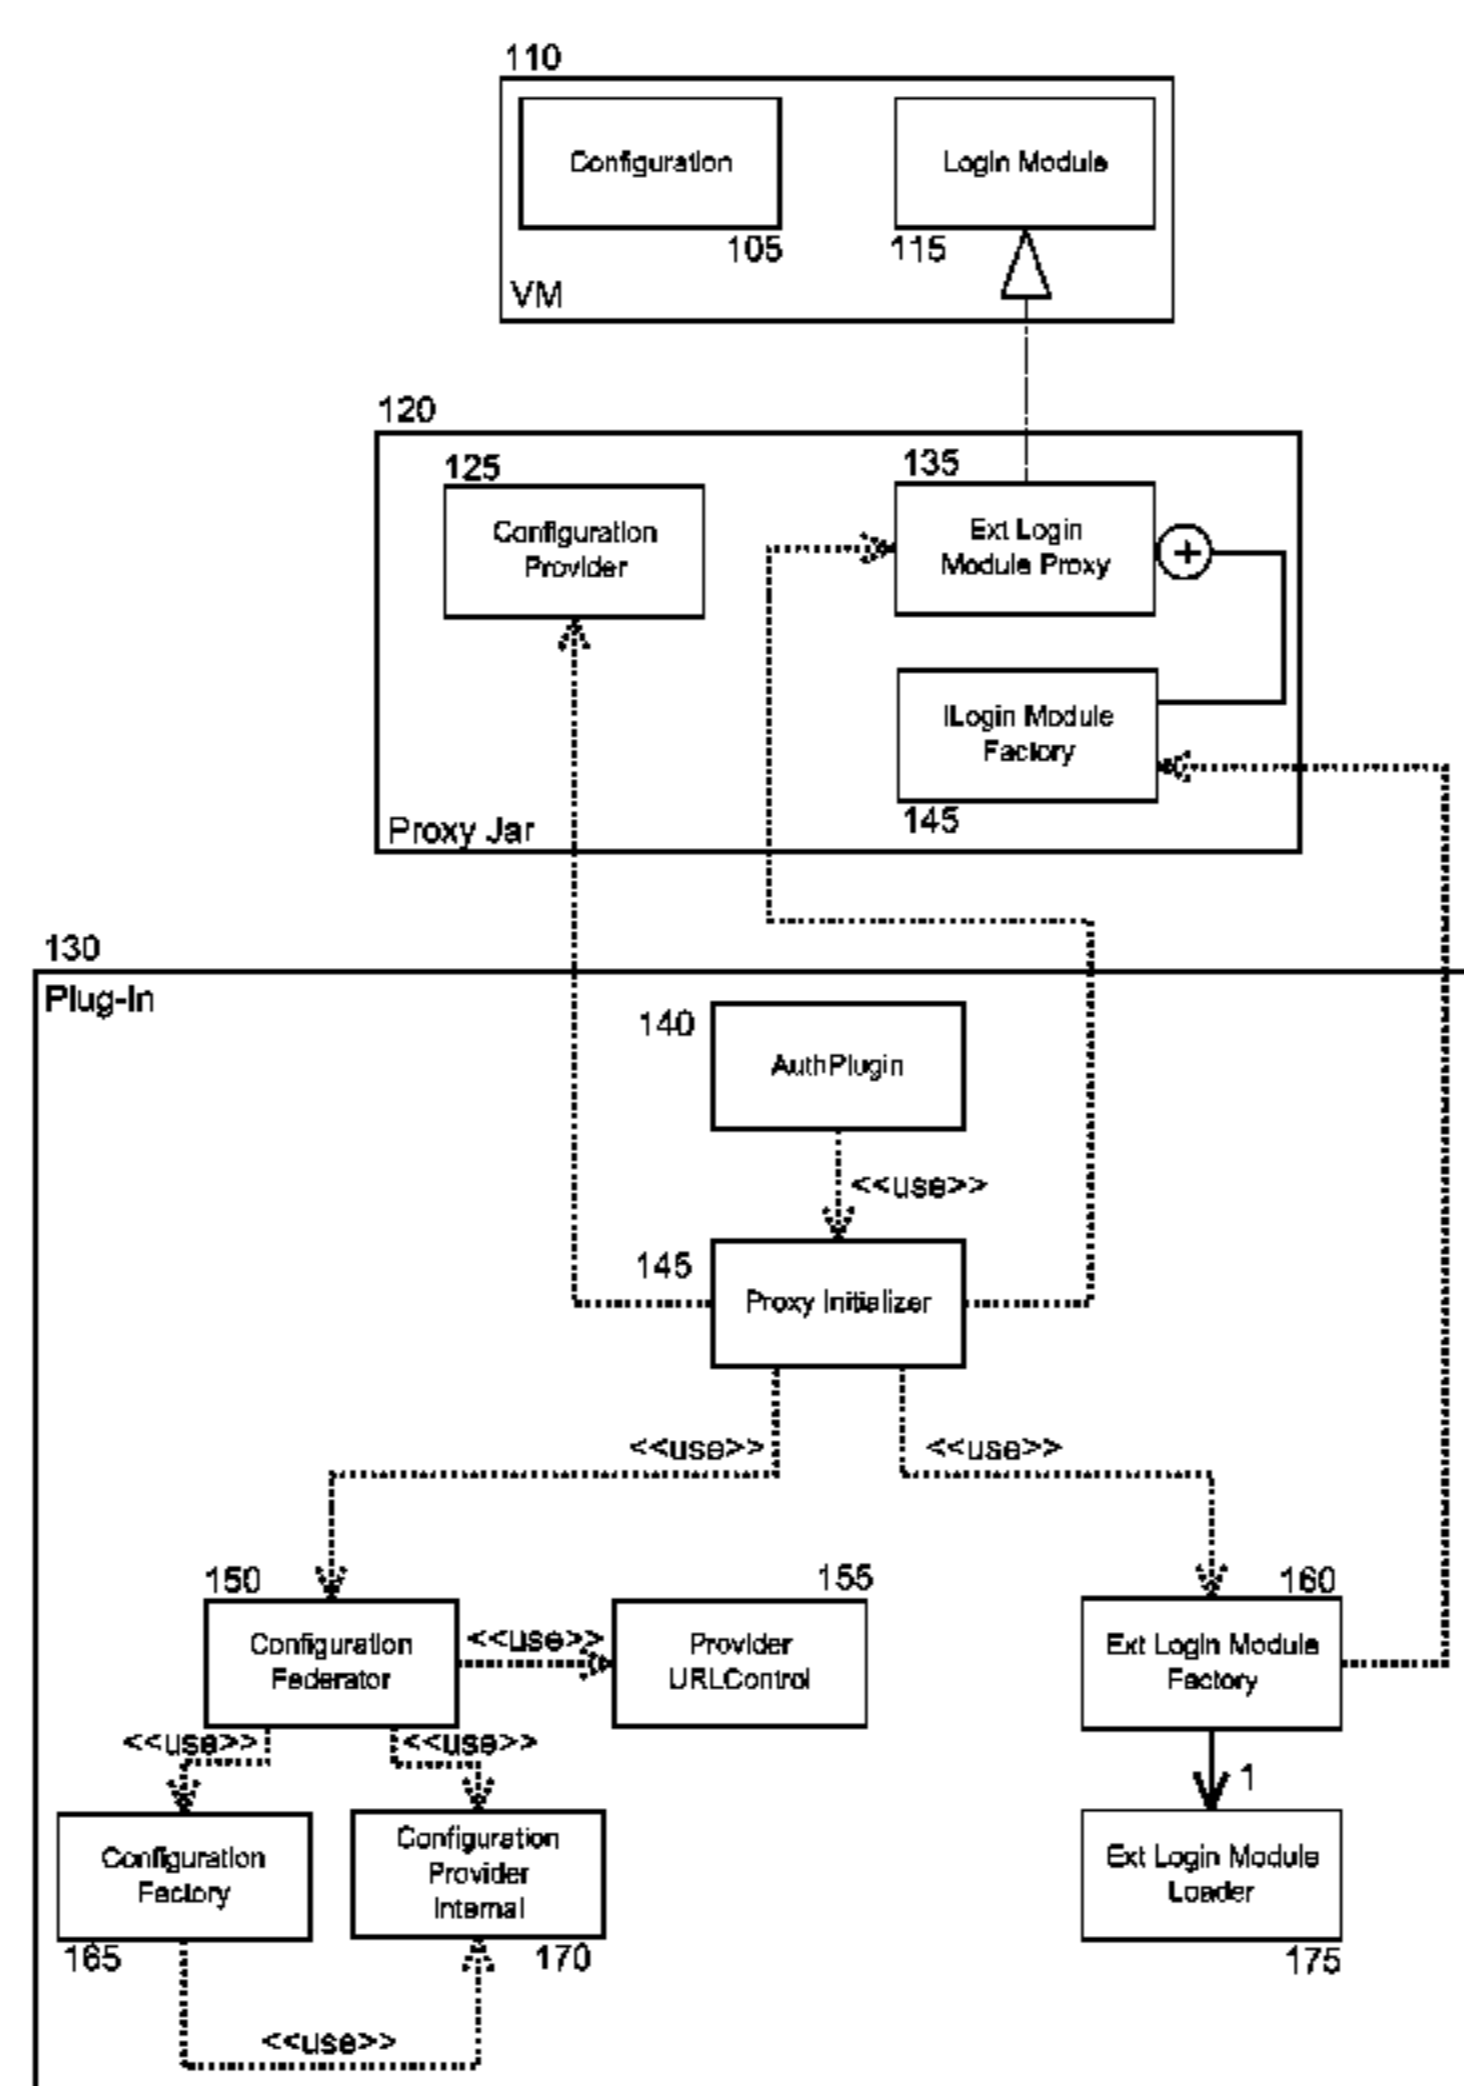 110
Configuration
Login Module
105
115
VM
120
125
135
Configuration
Provider
Ext Login
Module Proxy
+
ILogin Module
Factory
145
Proxy Jar
130
Plug-In
140
AuthPlugin
<<use>>
145
Proxy Initializer
<<use>>
<<use>>
150
155
160
Configuration
Federator
<<use>>
Provider
URLControl
Ext Login Module
Factory
<<use>>
<<use>>
1
Configuration
Factory
Configuration
Provider
Internal
Ext Login Module
Loader
165
170
175
<<use>>